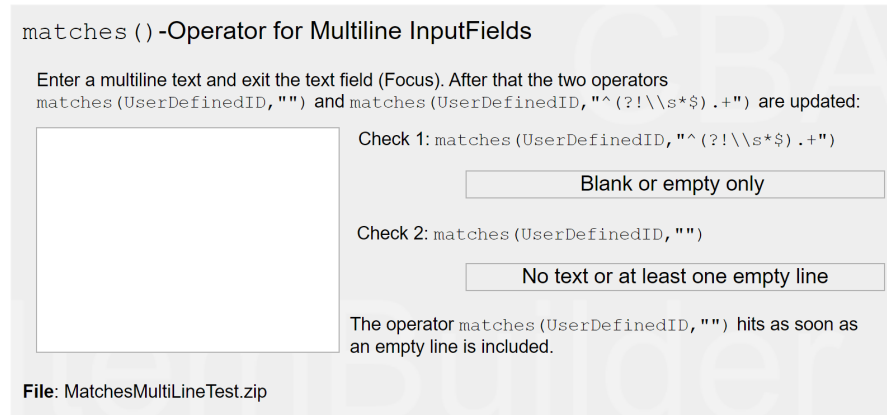 matches()-Operator for Multiline InputFields
Enter a multiline text and exit the text field (Focus). After that the two operators
matches(UserDefinedID,"") and matches(UserDefinedID,"^(?!\\s*$).+") are updated:
Check 1: matches(UserDefinedID,"^(?!\\s*$).+")
Blank or empty only
Check 2: matches(UserDefinedID,"")
No text or at least one empty line
The operator matches(UserDefinedID,"") hits as soon as
an empty line is included.
File: MatchesMultiLineTest.zip
CBA
ItemBuilder